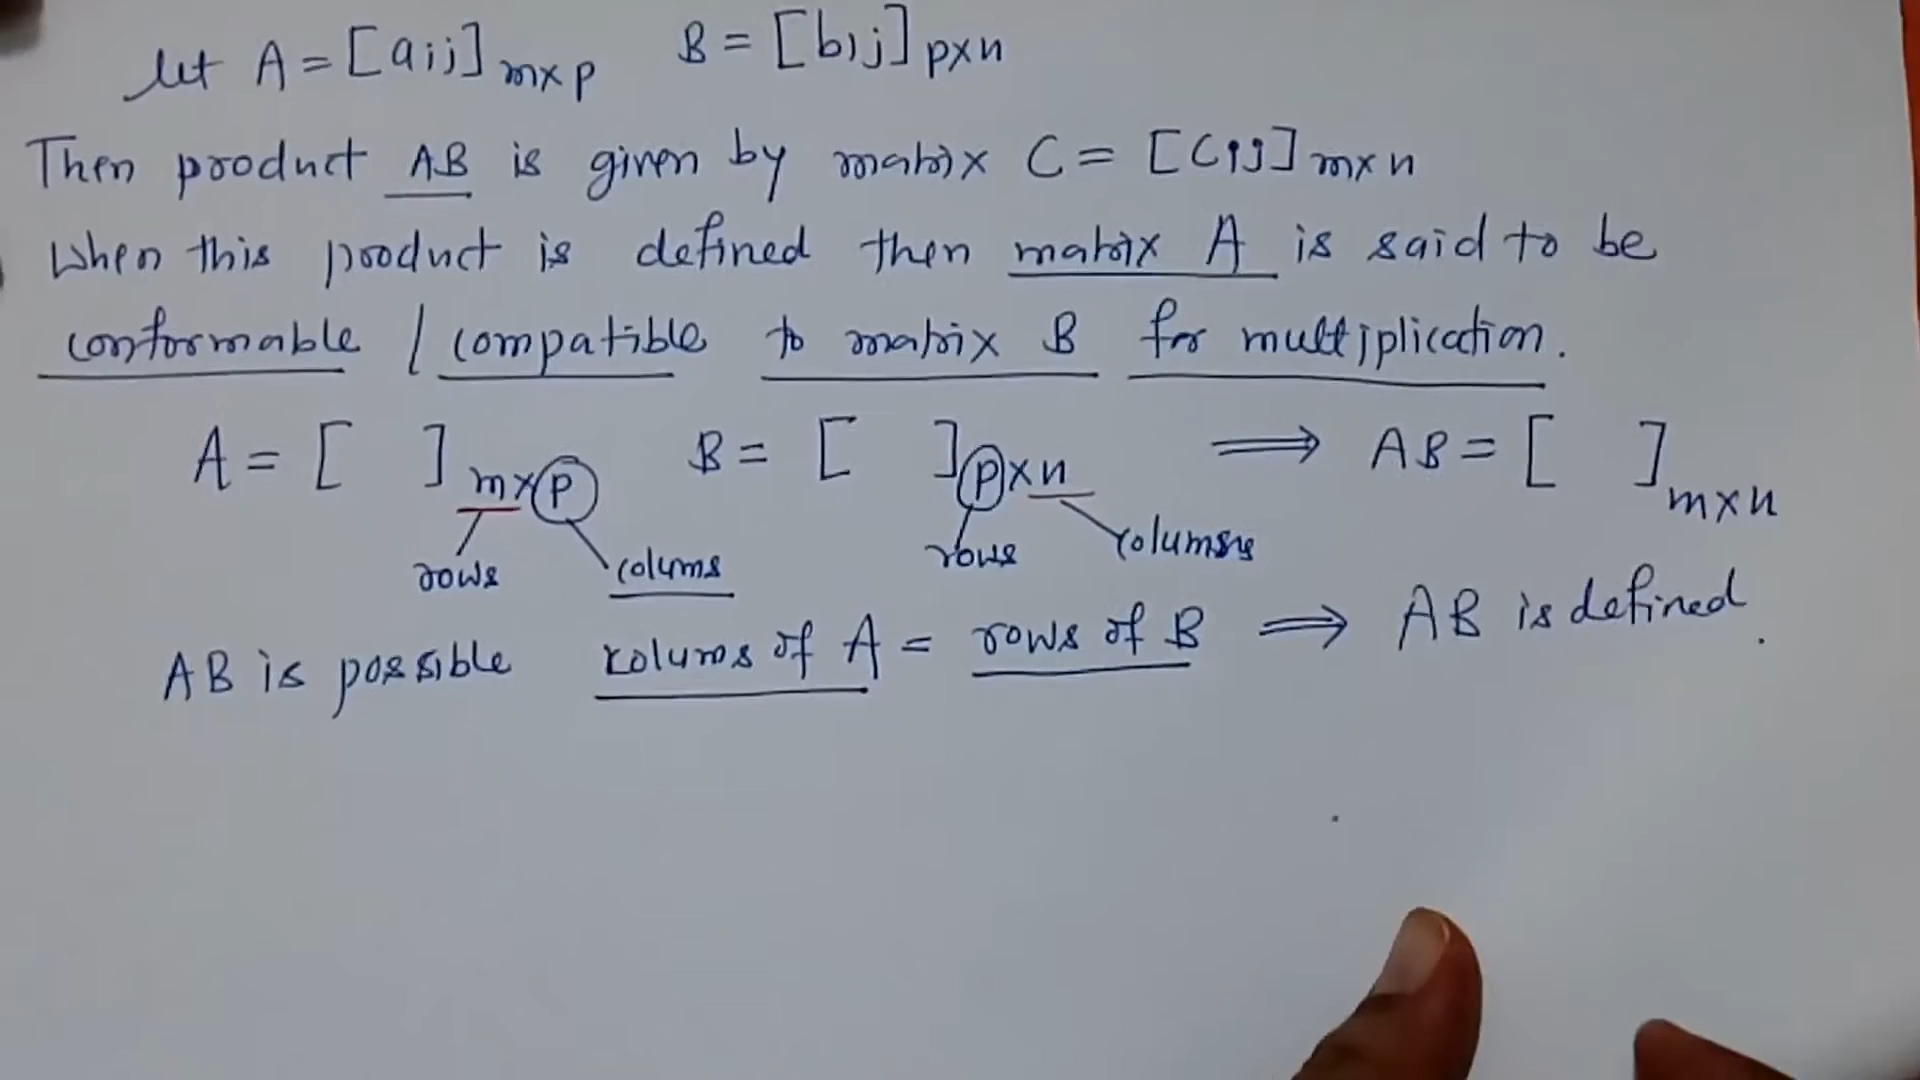 let A = [aij] m×p B = [bij] p×n
Then product AB is given by matrix C = [Cij] m×n
When this product is defined then matrix A is said to be
conformable / compatible to matrix B for multiplication.
A = [ ] m×p B = [ ] p×n ⟹ AB = [ ] m×n
rows colums rows columsns
AB is possible colums of A = rows of B ⟹ AB is defined.